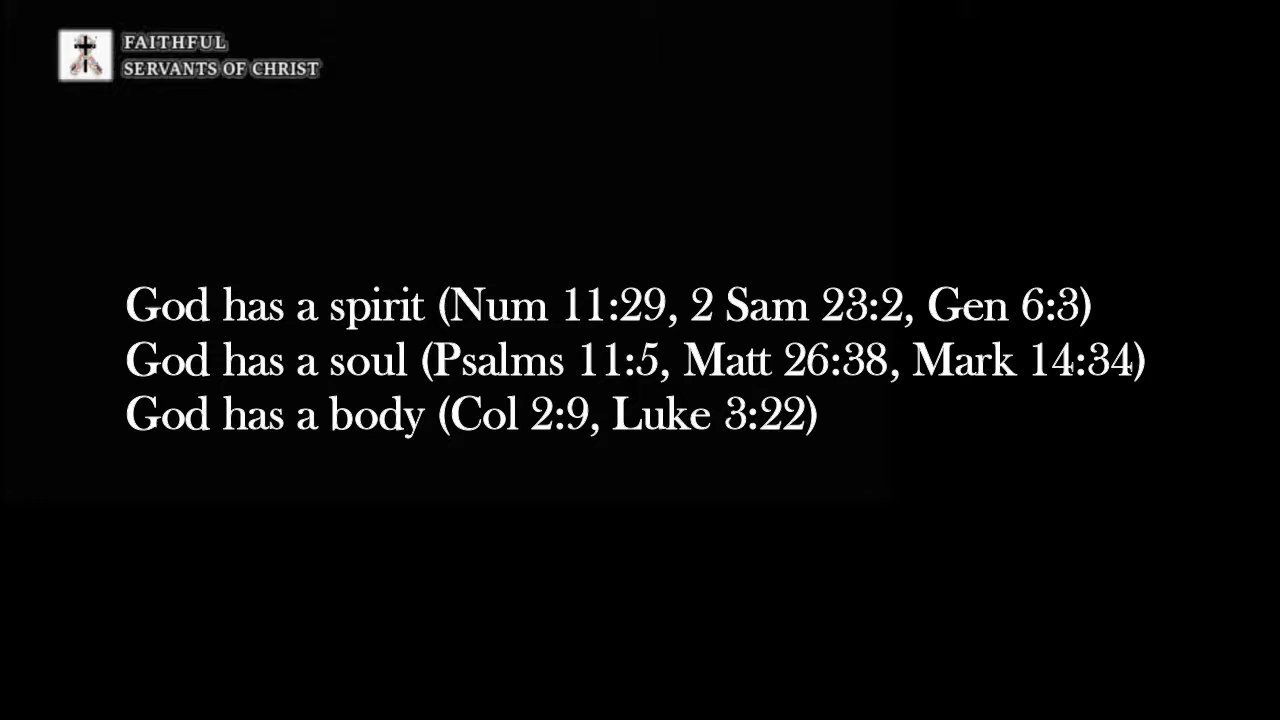 FAITHFUL
SERVANTS OF CHRIST
God has a spirit (Num 11:29, 2 Sam 23:2, Gen 6:3)
God has a soul (Psalms 11:5, Matt 26:38, Mark 14:34)
God has a body (Col 2:9, Luke 3:22)